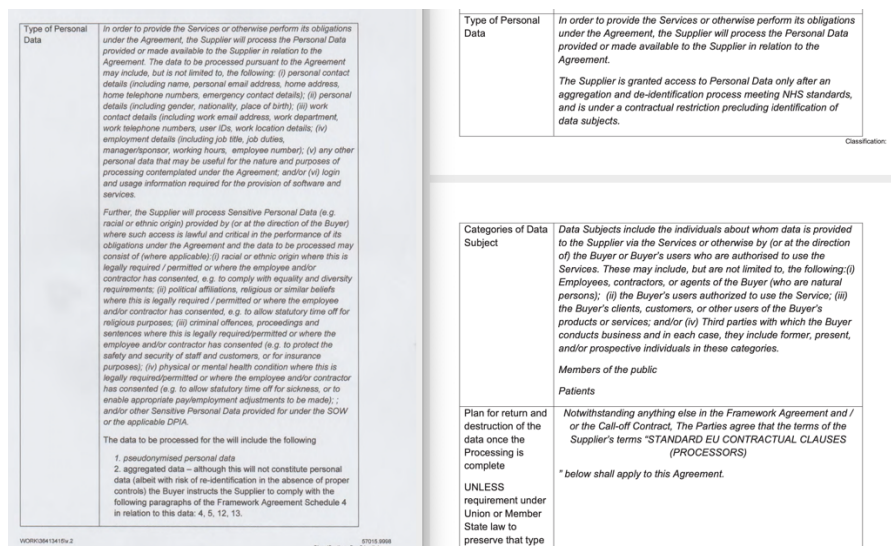 Type of Personal
Data
In order to provide the Services or otherwise perform its obligations
under the Agreement, the Supplier will process the Personal Data
provided or made available to the Supplier in relation to the
Agreement. The data to be processed pursuant to the Agreement
may include, but is not limited to, the following: (i) personal contact
details (including name, personal email address, home address,
home telephone numbers, emergency contact details); (ii) personal
details (including gender, nationality, place of birth); (iii) work
contact details (including work email address, work department,
work telephone numbers, user IDs, work location details; (iv)
employment details (including job title, job duties,
manager/sponsor, working hours, employee number); (v) any other
personal data that may be useful for the nature and purposes of
processing contemplated under the Agreement; and/or (vi) login
and usage information required for the provision of software and
services.
Further, the Supplier will process Sensitive Personal Data (e.g.
racial or ethnic origin) provided by (or at the direction of the Buyer)
where such access is lawful and critical in the performance of its
obligations under the Agreement and the data to be processed may
consist of (where applicable):(i) racial or ethnic origin where this is
legally required / permitted or where the employee and/or
contractor has consented, e.g. to comply with equality and diversity
requirements; (ii) political affiliations, religious or similar beliefs
where this is legally required / permitted or where the employee
and/or contractor has consented, e.g. to allow statutory time off for
religious purposes; (iii) criminal offences, proceedings and
sentences where this is legally required/permitted or where the
employee and/or contractor has consented (e.g. to protect the
safety and security of staff and customers, or for insurance
purposes); (iv) physical or mental health condition where this is
legally required/permitted or where the employee and/or contractor
has consented (e.g. to allow statutory time off for sickness, or to
enable appropriate pay/employment adjustments to be made); ;
and/or other Sensitive Personal Data provided for under the SOW
or the applicable DPIA.
The data to be processed for the will include the following
1. pseudonymised personal data
2. aggregated data – although this will not constitute personal
data (albeit with risk of re-identification in the absence of proper
controls) the Buyer instructs the Supplier to comply with the
following paragraphs of the Framework Agreement Schedule 4
in relation to this data: 4, 5, 12, 13.
Type of Personal
Data
In order to provide the Services or otherwise perform its obligations
under the Agreement, the Supplier will process the Personal Data
provided or made available to the Supplier in relation to the
Agreement.
The Supplier is granted access to Personal Data only after an
aggregation and de-identification process meeting NHS standards,
and is under a contractual restriction precluding identification of
data subjects.
Classification:
Categories of Data
Subject
Data Subjects include the individuals about whom data is provided
to the Supplier via the Services or otherwise by (or at the direction
of) the Buyer or Buyer's users who are authorised to use the
Services. These may include, but are not limited to, the following:(i)
Employees, contractors, or agents of the Buyer (who are natural
persons); (ii) the Buyer's users authorized to use the Service; (iii)
the Buyer's clients, customers, or other users of the Buyer's
products or services; and/or (iv) Third parties with which the Buyer
conducts business and in each case, they include former, present,
and/or prospective individuals in these categories.
Members of the public
Patients
Plan for return and
destruction of the
data once the
Processing is
complete
UNLESS
requirement under
Union or Member
State law to
preserve that type
Notwithstanding anything else in the Framework Agreement and /
or the Call-off Contract, The Parties agree that the terms of the
Supplier's terms "STANDARD EU CONTRACTUAL CLAUSES
(PROCESSORS)
" below shall apply to this Agreement.